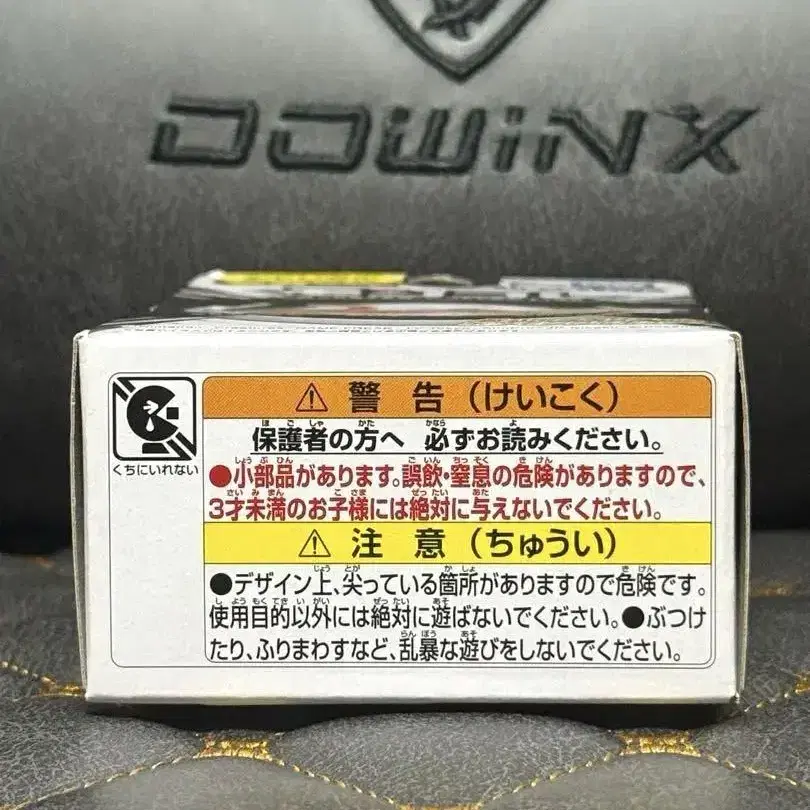 DOWiNX
くちにいれない
⚠ 警告（けいこく）
保護者の方へ 必ずお読みください。
●小部品があります。誤飲・窒息の危険がありますので、
3才未満のお子様には絶対に与えないでください。
⚠ 注意（ちゅうい）
●デザイン上、尖っている箇所がありますので危険です。
使用目的以外には絶対に遊ばないでください。●ぶつけ
たり、ふりまわすなど、乱暴な遊びをしないでください。